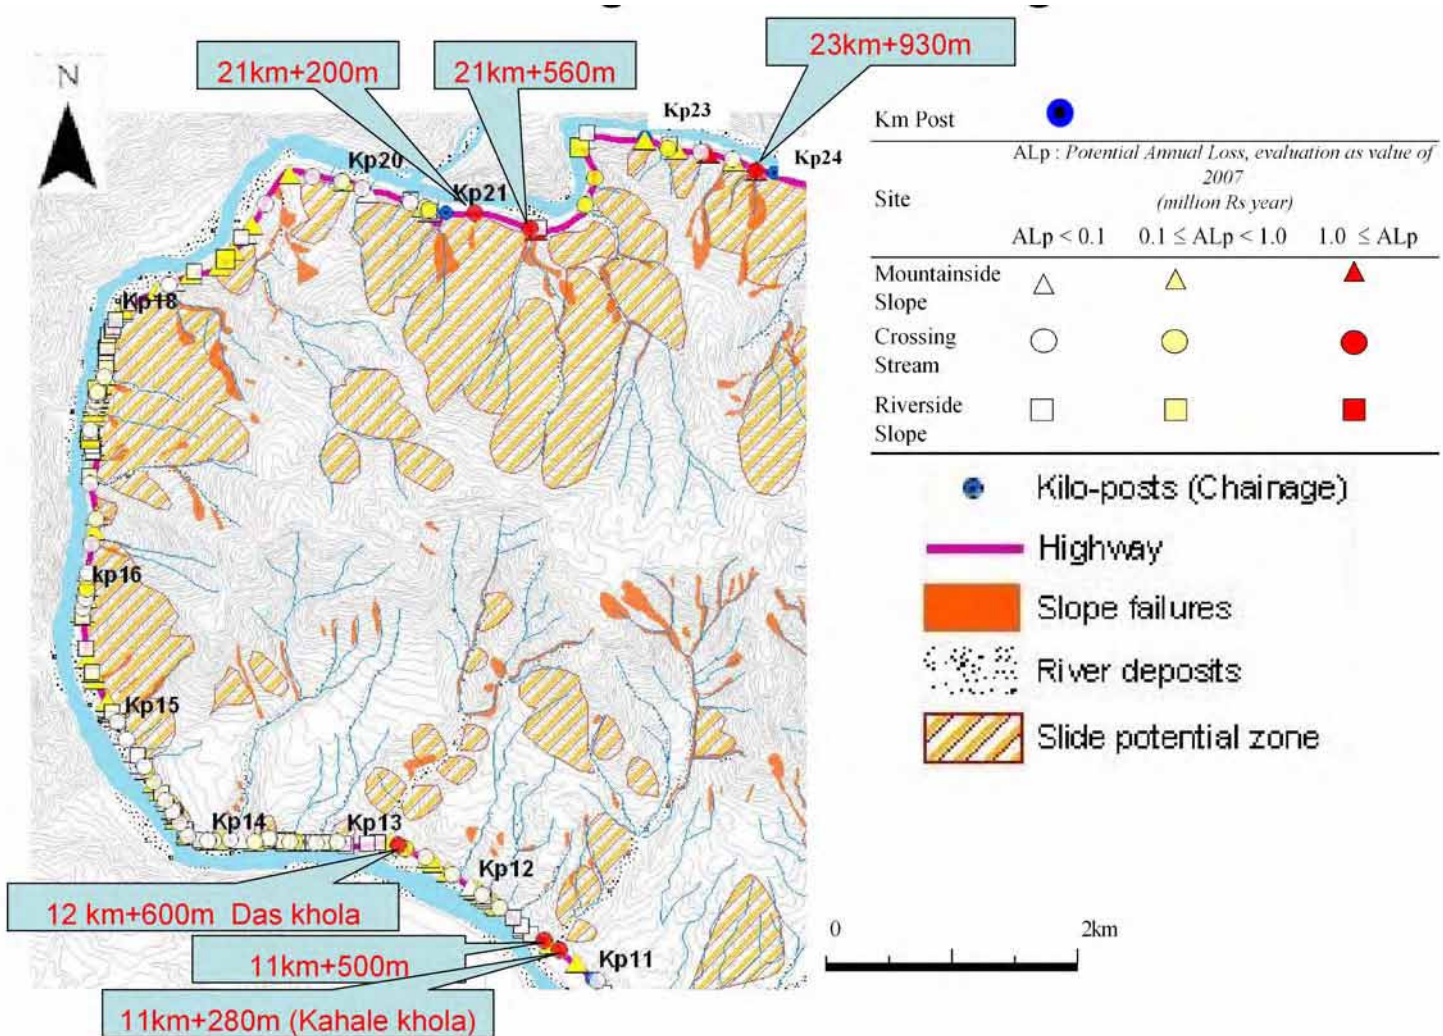 23km+930m
21km+200m
21km+560m
N
Kp23
Kp20
Kp24
Kp21
Kp18
kp16
Kp15
Kp14
Kp13
Kp12
12 km+600m Das khola
11km+500m
Kp11
11km+280m (Kahale khola)
Km Post
ALp : Potential Annual Loss, evaluation as value of
2007
(million Rs year)
Site
ALp < 0.1 0.1 ≤ ALp < 1.0 1.0 ≤ ALp
Mountainside
Slope
Crossing
Stream
Riverside
Slope
Kilo-posts (Chainage)
Highway
Slope failures
River deposits
Slide potential zone
0 2km